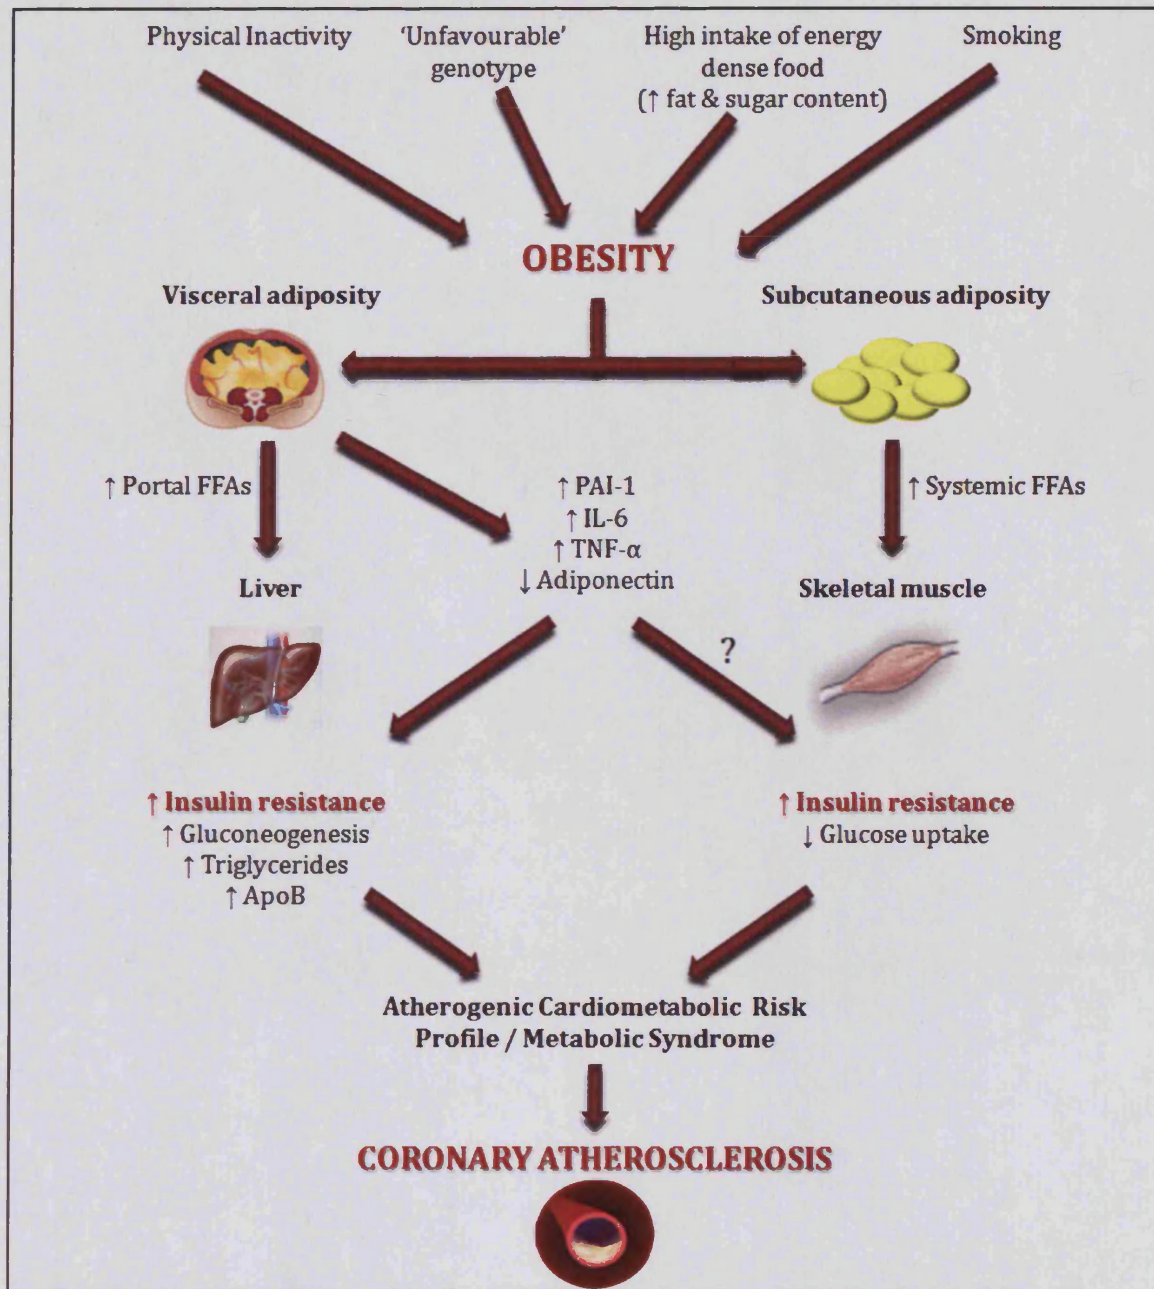 Physical Inactivity
‘Unfavourable’
genotype
High intake of energy
dense food
(↑ fat & sugar content)
Smoking
OBESITY
Visceral adiposity
Subcutaneous adiposity
↑ Portal FFAs
↑ PAI-1
↑ IL-6
↑ TNF-α
↓ Adiponectin
↑ Systemic FFAs
Liver
Skeletal muscle
?
↑ Insulin resistance
↑ Gluconeogenesis
↑ Triglycerides
↑ ApoB
↑ Insulin resistance
↓ Glucose uptake
Atherogenic Cardiometabolic Risk
Profile / Metabolic Syndrome
CORONARY ATHEROSCLEROSIS